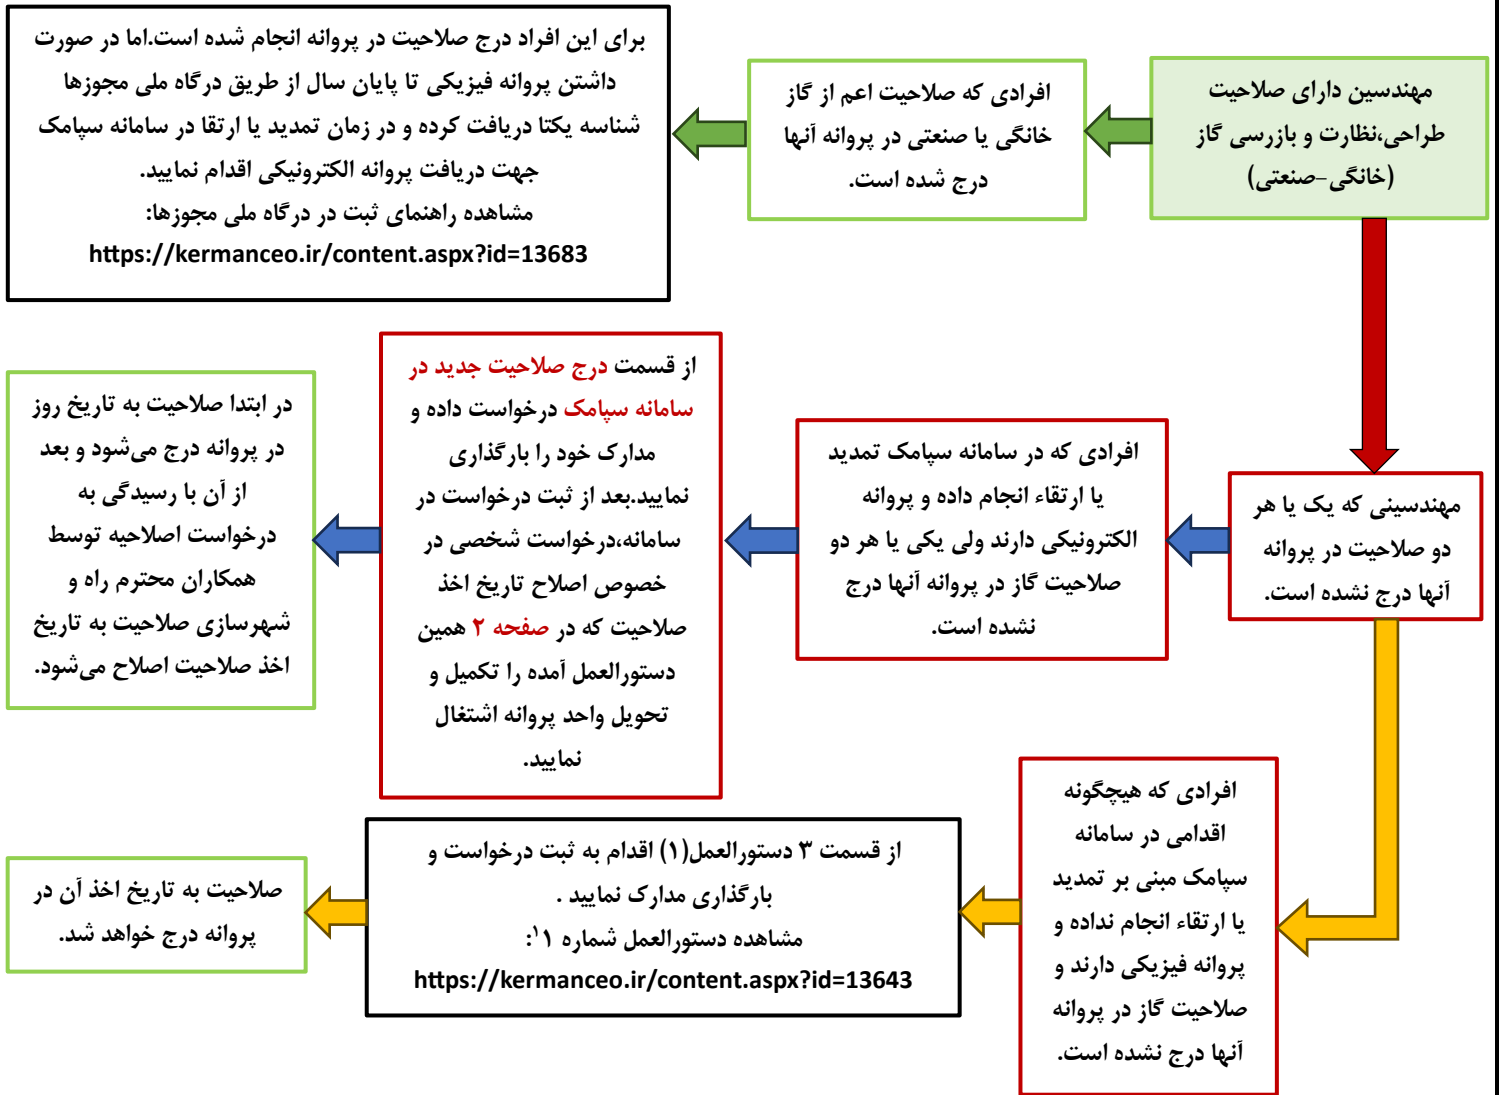 مهندسین دارای صلاحیت
طراحی،نظارت و بازرسی گاز
(خانگی-صنعتی)
افرادی که صلاحیت اعم از گاز
خانگی یا صنعتی در پروانه آنها
درج شده است.
برای این افراد درج صلاحیت در پروانه انجام شده است.اما در صورت
داشتن پروانه فیزیکی تا پایان سال از طریق درگاه ملی مجوزها
شناسه یکتا دریافت کرده و در زمان تمدید یا ارتقا در سامانه سپامک
جهت دریافت پروانه الکترونیکی اقدام نمایید.
مشاهده راهنمای ثبت در درگاه ملی مجوزها:
https://kermanceo.ir/content.aspx?id=13683
مهندسینی که یک یا هر
دو صلاحیت در پروانه
آنها درج نشده است.
افرادی که در سامانه سپامک تمدید
یا ارتقاء انجام داده و پروانه
الکترونیکی دارند ولی یکی یا هر دو
صلاحیت گاز در پروانه آنها درج
نشده است.
از قسمت درج صلاحیت جدید در
سامانه سپامک درخواست داده و
مدارک خود را بارگذاری
نمایید.بعد از ثبت درخواست در
سامانه،درخواست شخصی در
خصوص اصلاح تاریخ اخذ
صلاحیت که در صفحه ۲ همین
دستورالعمل آمده را تکمیل و
تحویل واحد پروانه اشتغال
نمایید.
در ابتدا صلاحیت به تاریخ روز
در پروانه درج می‌شود و بعد
از آن با رسیدگی به
درخواست اصلاحیه توسط
همکاران محترم راه و
شهرسازی صلاحیت به تاریخ
اخذ صلاحیت اصلاح می‌شود.
افرادی که هیچگونه
اقدامی در سامانه
سپامک مبنی بر تمدید
یا ارتقاء انجام نداده و
پروانه فیزیکی دارند و
صلاحیت گاز در پروانه
آنها درج نشده است.
از قسمت ۳ دستورالعمل(۱) اقدام به ثبت درخواست و
بارگذاری مدارک نمایید .
مشاهده دستورالعمل شماره ۱¹:
https://kermanceo.ir/content.aspx?id=13643
صلاحیت به تاریخ اخذ آن در
پروانه درج خواهد شد.